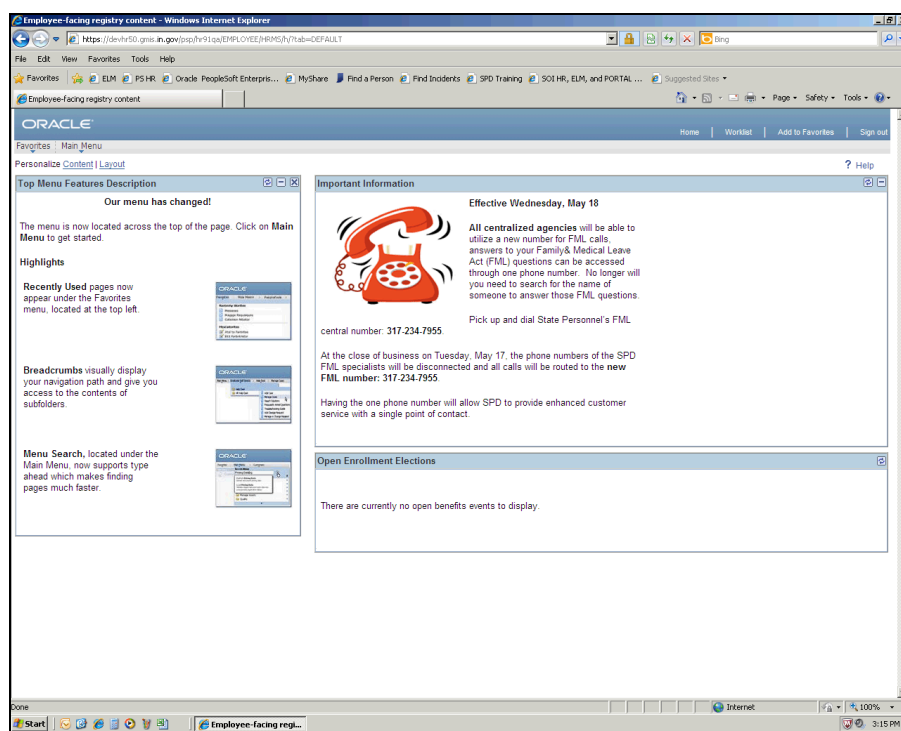 Employee-facing registry content - Windows Internet Explorer
https://devhr50.gmis.in.gov/psp/hr91qa/EMPLOYEE/HRMS/h/?tab=DEFAULT
Bing
File Edit View Favorites Tools Help
Favorites ELM PS HR Oracle PeopleSoft Enterpris... MyShare Find a Person Find Incidents SPD Training SOI HR, ELM, and PORTAL ... Suggested Sites
Employee-facing registry content
Page Safety Tools
ORACLE
Home | Worklist | Add to Favorites | Sign out
Favorites Main Menu
Personalize Content | Layout
? Help
Top Menu Features Description
Our menu has changed!
The menu is now located across the top of the page. Click on Main
Menu to get started.
Highlights
Recently Used pages now
appear under the Favorites
menu, located at the top left.
ORACLE
Breadcrumbs visually display
your navigation path and give you
access to the contents of
subfolders.
ORACLE
Menu Search, located under the
Main Menu, now supports type
ahead which makes finding
pages much faster.
ORACLE
Important Information
Effective Wednesday, May 18
All centralized agencies will be able to
utilize a new number for FML calls,
answers to your Family& Medical Leave
Act (FML) questions can be accessed
through one phone number. No longer will
you need to search for the name of
someone to answer those FML questions.
Pick up and dial State Personnel's FML
central number: 317-234-7955.
At the close of business on Tuesday, May 17, the phone numbers of the SPD
FML specialists will be disconnected and all calls will be routed to the new
FML number: 317-234-7955.
Having the one phone number will allow SPD to provide enhanced customer
service with a single point of contact.
Open Enrollment Elections
There are currently no open benefits events to display.
Done
Internet
100%
Start
Employee-facing regi...
3:15 PM